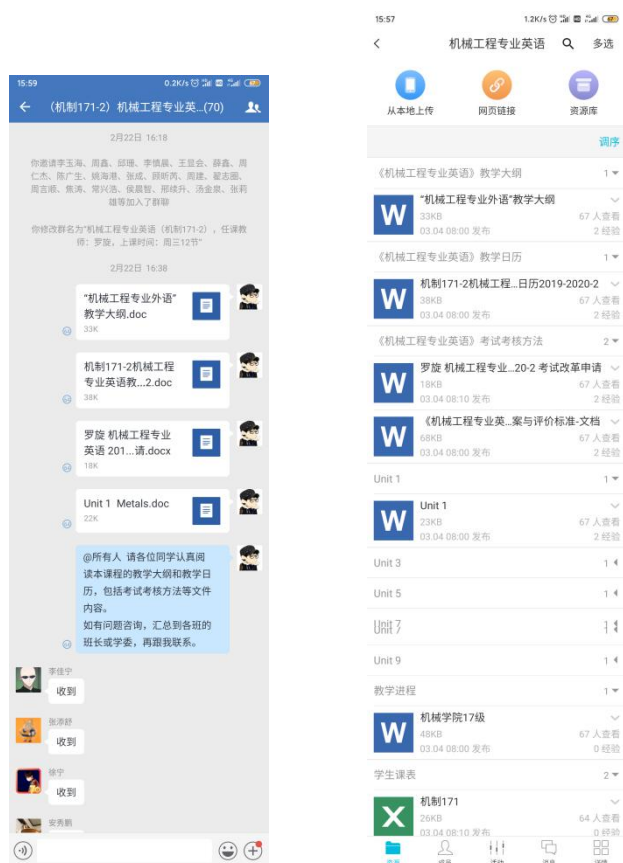 15:59
0.2K/s
(机制171-2) 机械工程专业英...(70)
2月22日 16:18
你邀请李玉海、周鑫、邱珊、李慎晨、王显会、薛鑫、周
仁杰、陈广生、姚海港、张成、顾昕芮、周建、翟志圈、
周言顺、焦涛、常兴浩、侯晨智、邢续升、汤金泉、张莉
雄等加入了群聊
你修改群名为“机械工程专业英语 (机制171-2) ，任课教
师：罗旋，上课时间：周三12节”
2月22日 16:38
“机械工程专业外语”
教学大纲.doc
33K
机制171-2机械工程
专业英语教...2.doc
38K
罗旋 机械工程专业
英语 201...请.docx
18K
Unit 1 Metals.doc
22K
@所有人 请各位同学认真阅
读本课程的教学大纲和教学日
历，包括考试考核方法等文件
内容。
如有问题咨询，汇总到各班的
班长或学委，再跟我联系。
李佳宁
收到
张添舒
收到
徐宁
收到
安秀鹏
15:57
1.2K/s
机械工程专业英语
多选
从本地上传
网页链接
资源库
调序
《机械工程专业英语》教学大纲 1
“机械工程专业外语”教学大纲
33KB 67 人查看
03.04 08:00 发布 2 经验
《机械工程专业英语》教学日历 1
机制171-2机械工程...日历2019-2020-2
38KB 67 人查看
03.04 08:00 发布 2 经验
《机械工程专业英语》考试考核方法 2
罗旋 机械工程专业...20-2 考试改革申请
18KB 67 人查看
03.04 08:10 发布 2 经验
《机械工程专业英...案与评价标准-文档
68KB 67 人查看
03.04 08:00 发布 2 经验
Unit 1 1
Unit 1
23KB 67 人查看
03.04 08:00 发布 2 经验
Unit 3 1
Unit 5 1
Unit 7 1
Unit 9 1
教学进程 1
机械学院17级
48KB 67 人查看
03.04 08:00 发布 0 经验
学生课表 2
机制171
26KB 64 人查看
03.04 08:10 发布 0 经验